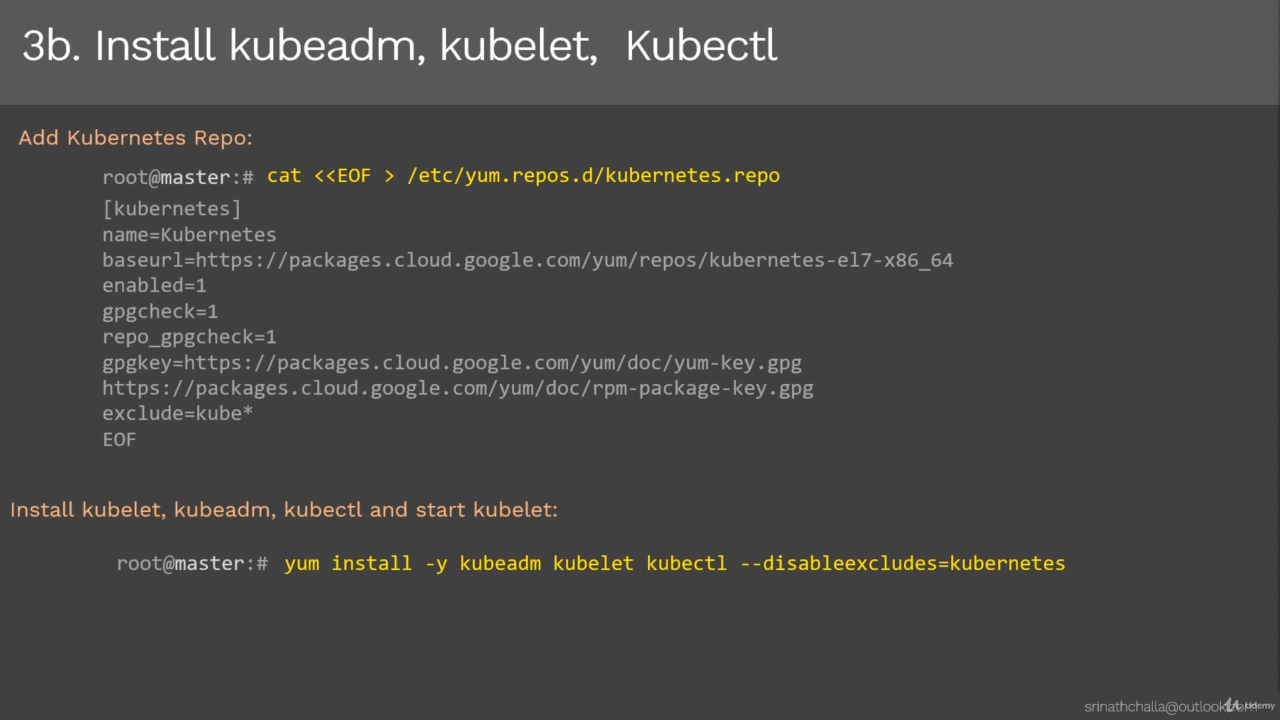 3b. Install kubeadm, kubelet, Kubectl
Add Kubernetes Repo:
root@master:# cat <<EOF > /etc/yum.repos.d/kubernetes.repo
[kubernetes]
name=Kubernetes
baseurl=https://packages.cloud.google.com/yum/repos/kubernetes-el7-x86_64
enabled=1
gpgcheck=1
repo_gpgcheck=1
gpgkey=https://packages.cloud.google.com/yum/doc/yum-key.gpg
https://packages.cloud.google.com/yum/doc/rpm-package-key.gpg
exclude=kube*
EOF
Install kubelet, kubeadm, kubectl and start kubelet:
root@master:# yum install -y kubeadm kubelet kubectl --disableexcludes=kubernetes
Udemy